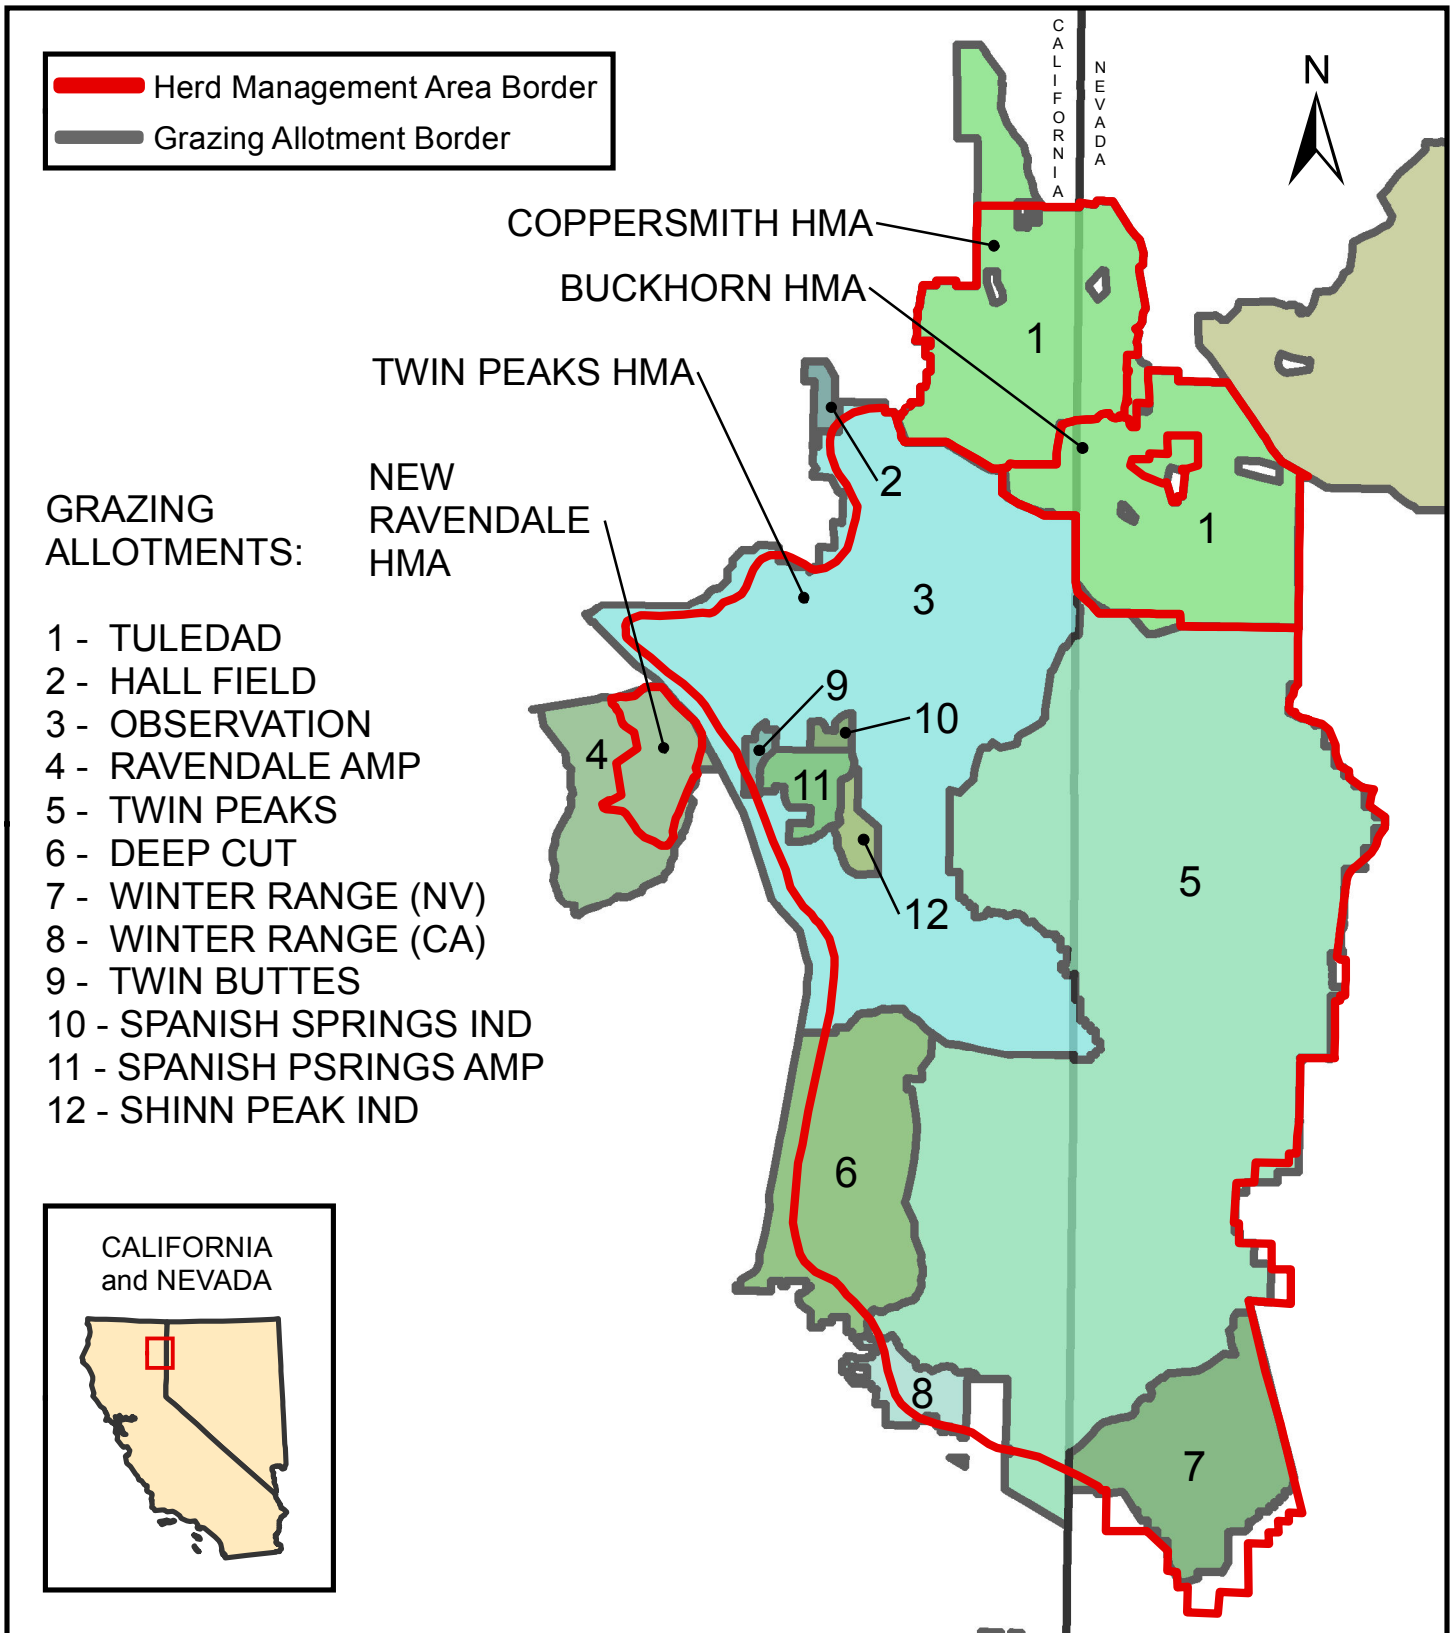 Herd Management Area Border
Grazing Allotment Border
CALIFORNIA
NEVADA
N
COPPERSMITH HMA
BUCKHORN HMA
TWIN PEAKS HMA
NEW
RAVENDALE
HMA
GRAZING
ALLOTMENTS:
1 - TULEDAD
2 - HALL FIELD
3 - OBSERVATION
4 - RAVENDALE AMP
5 - TWIN PEAKS
6 - DEEP CUT
7 - WINTER RANGE (NV)
8 - WINTER RANGE (CA)
9 - TWIN BUTTES
10 - SPANISH SPRINGS IND
11 - SPANISH PSRINGS AMP
12 - SHINN PEAK IND
1
2
1
3
9
10
4
11
5
12
6
8
7
CALIFORNIA
and NEVADA